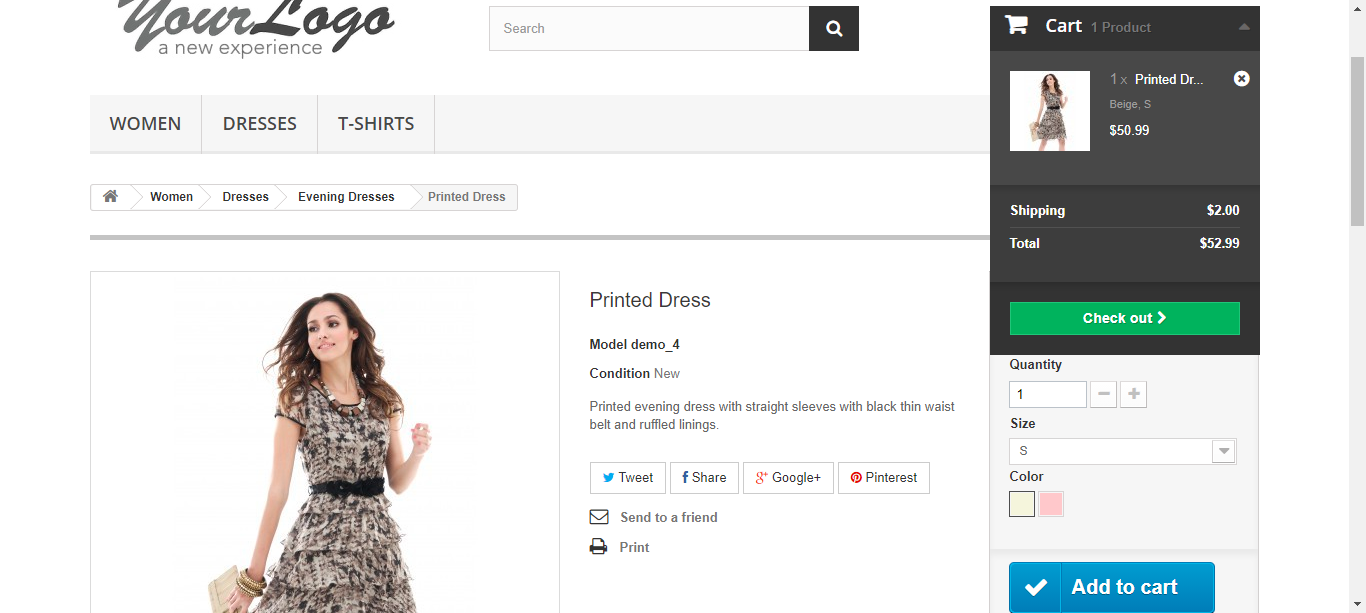 YourLogo
a new experience
Search
Cart 1 Product
1 x Printed Dr...
Beige, S
$50.99
Shipping $2.00
Total $52.99
Check out
WOMEN DRESSES T-SHIRTS
Women Dresses Evening Dresses Printed Dress
Printed Dress
Model demo_4
Condition New
Printed evening dress with straight sleeves with black thin waist
belt and ruffled linings.
Tweet Share Google+ Pinterest
Send to a friend
Print
Quantity
1
Size
S
Color
Add to cart